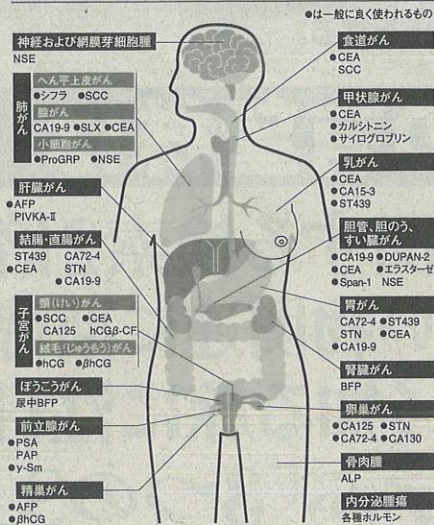 ●は一般に良く使われるもの
神経および網膜芽細胞腫
NSE
肺がん
へん平上皮がん
●シフラ ●SCC
腺がん
CA19-9 ●SLX ●CEA
小細胞がん
●ProGRP ●NSE
肝臓がん
●AFP
PIVKA-II
結腸・直腸がん
ST439 CA72-4
●CEA STN
●CA19-9
子宮がん
頸(けい)がん
●SCC ●CEA
CA125 hCGβ-CF
絨毛(じゅうもう)がん
●hCG ●βhCG
ぼうこうがん
尿中BFP
前立腺がん
●PSA
PAP
●γ-Sm
精巣がん
●AFP
●βhCG
食道がん
●CEA
SCC
甲状腺がん
●CEA
●カルシトニン
●サイログロブリン
乳がん
●CEA
●CA15-3
●ST439
胆管、胆のう、
すい臓がん
●CA19-9 ●DUPAN-2
●CEA ●エラスターゼ
●Span-1 NSE
胃がん
CA72-4 ●ST439
STN ●CEA
●CA19-9
腎臓がん
BFP
卵巣がん
●CA125 ●STN
●CA72-4 ●CA130
骨肉腫
ALP
内分泌腫瘍
各種ホルモン